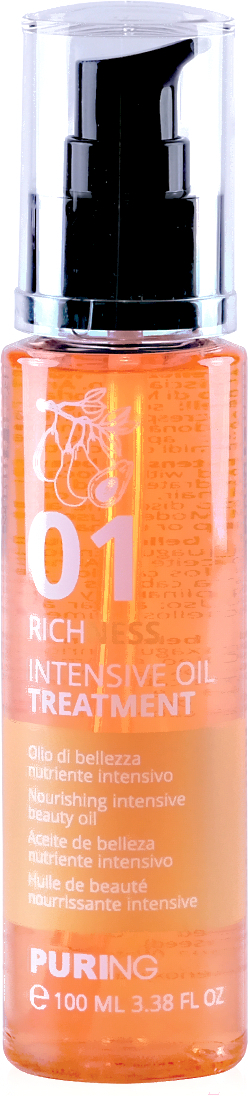 01
RICHNESS
INTENSIVE OIL
TREATMENT
Olio di bellezza
nutriente intensivo
Nourishing intensive
beauty oil
Aceite de belleza
nutriente intensivo
Huile de beauté
nourrissante intensive
PURING
℮ 100 ML 3.38 FL OZ